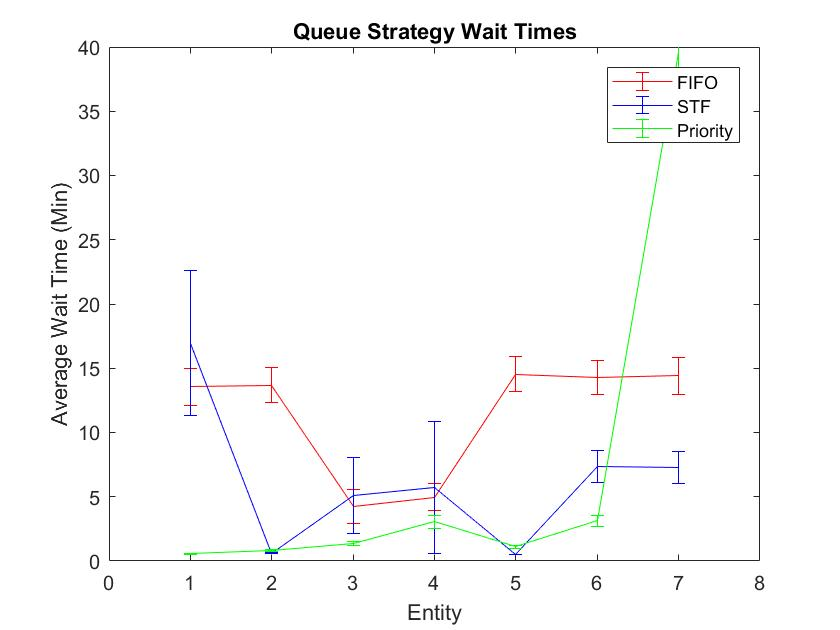 Queue Strategy Wait Times
40
35
30
25
20
15
10
5
0
Average Wait Time (Min)
FIFO
STF
Priority
0 1 2 3 4 5 6 7 8
Entity